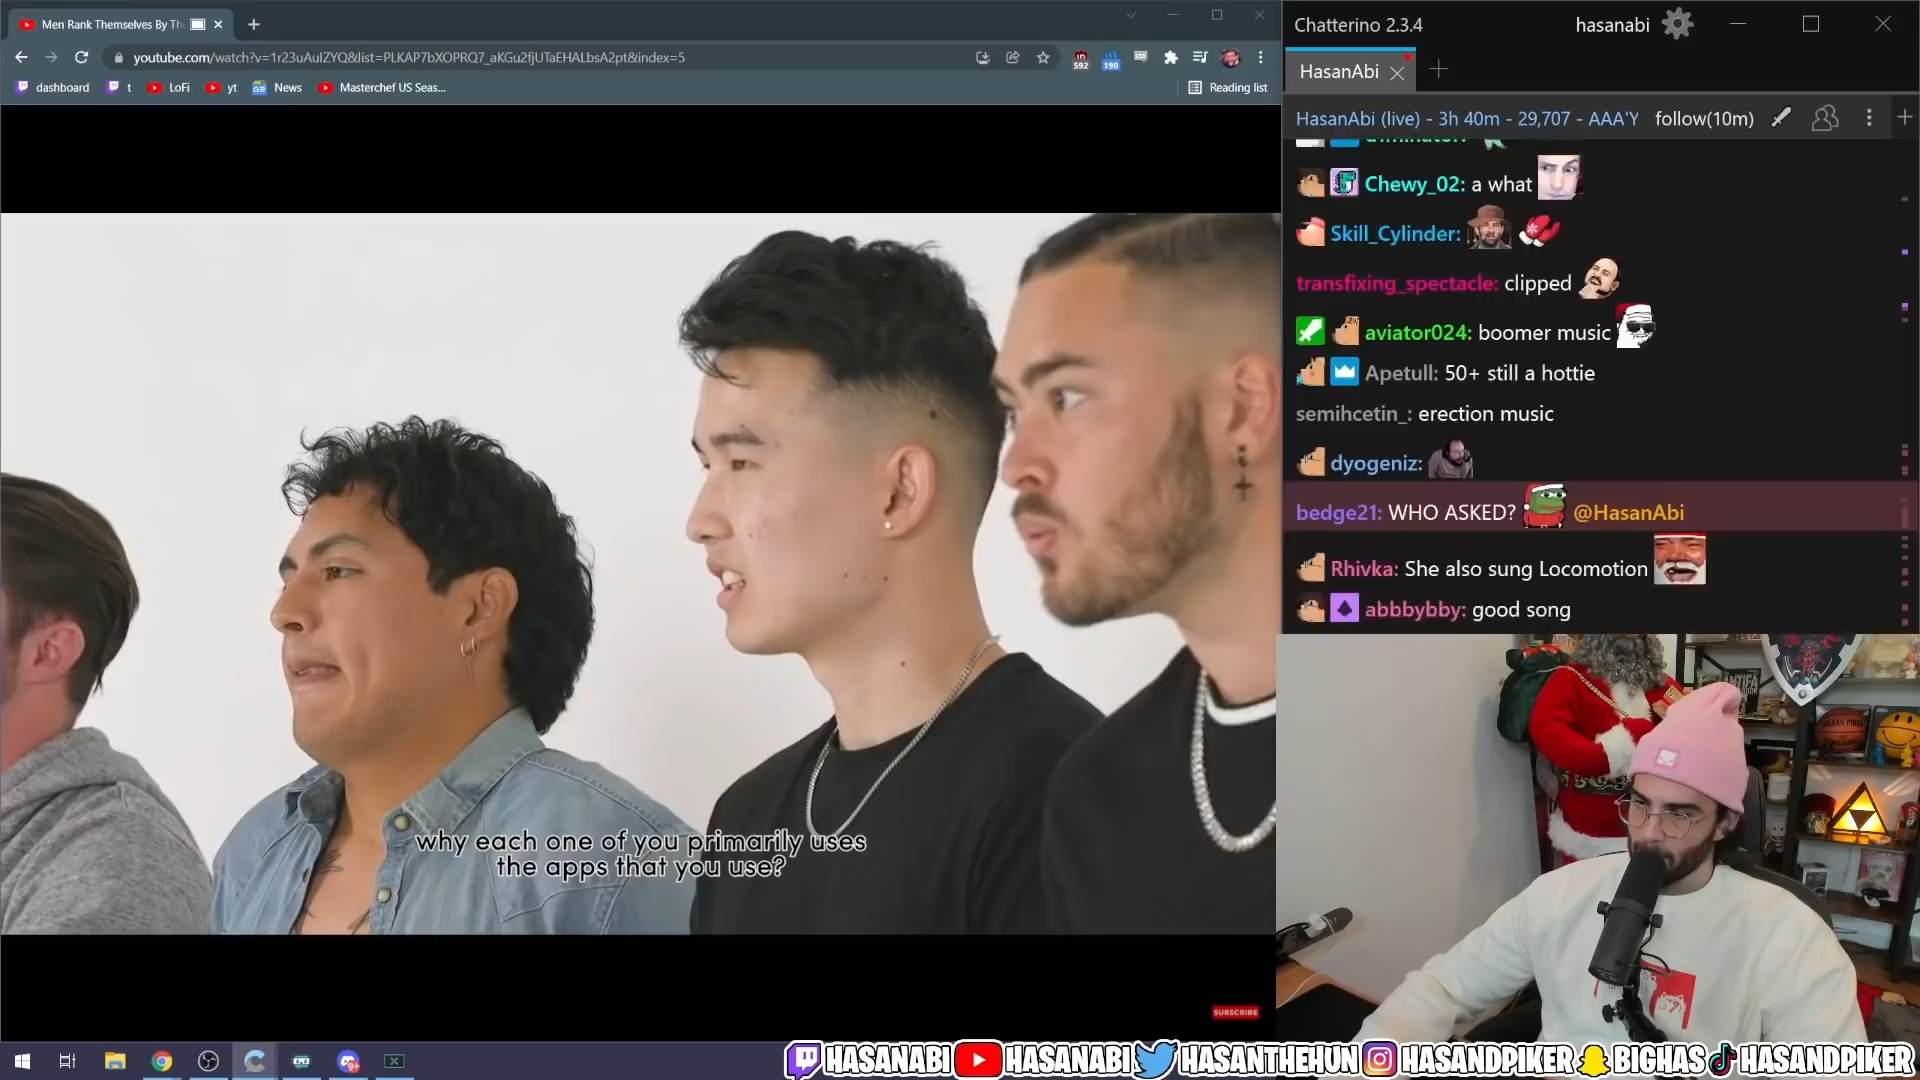 Men Rank Themselves By Th
youtube.com/watch?v=1r23uAulZYQ&list=PLKAP7bXOPRQ7_aKGu2fjUTaEHALbsA2pt&index=5
592
190
dashboard
t
LoFi
yt
News
Masterchef US Seas...
Reading list
why each one of you primarily uses
the apps that you use?
SUBSCRIBE
Chatterino 2.3.4
hasanabi
HasanAbi
HasanAbi (live) - 3h 40m - 29,707 - AAA'Y
follow(10m)
Chewy_02: a what
Skill_Cylinder:
transfixing_spectacle: clipped
aviator024: boomer music
Apetull: 50+ still a hottie
semihcetin_: erection music
dyogeniz:
bedge21: WHO ASKED? @HasanAbi
Rhivka: She also sung Locomotion
abbbybby: good song
HASANABI
HASANABI
HASANTHEHUN
HASANDPIKER
BIGHAS
HASANDPIKER